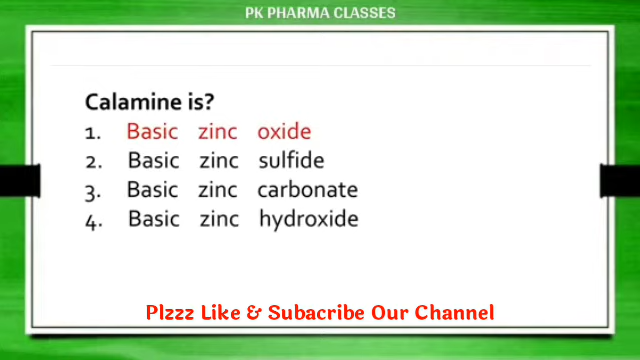 PK PHARMA CLASSES
Calamine is?
1. Basic zinc oxide
2. Basic zinc sulfide
3. Basic zinc carbonate
4. Basic zinc hydroxide
Plzzz Like & Subacribe Our Channel